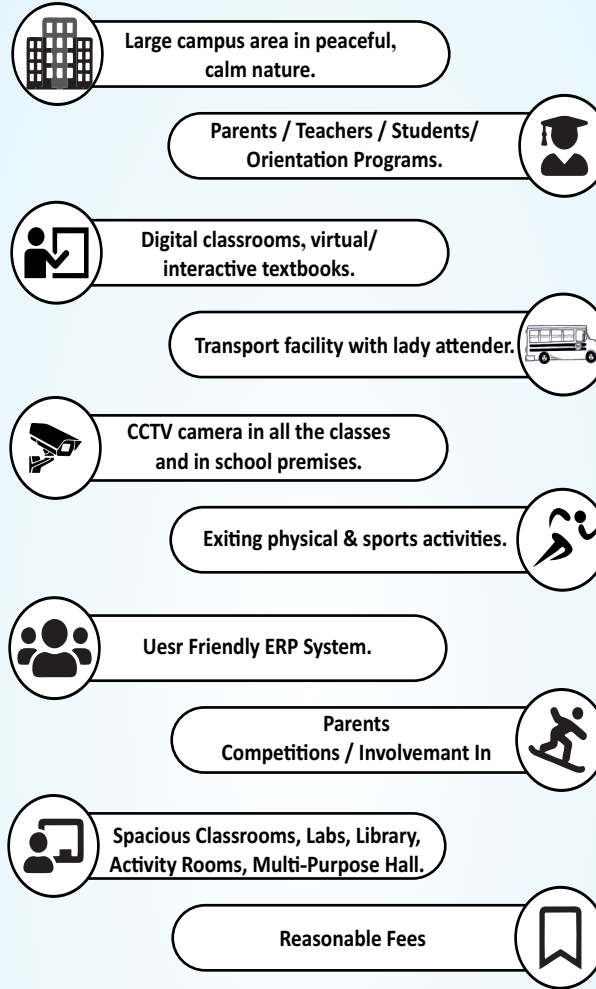 Large campus area in peaceful,
calm nature.
Parents / Teachers / Students/
Orientation Programs.
Digital classrooms, virtual/
interactive textbooks.
Transport facility with lady attender.
CCTV camera in all the classes
and in school premises.
Exiting physical & sports activities.
Uesr Friendly ERP System.
Parents
Competitions / Involvemant In
Spacious Classrooms, Labs, Library,
Activity Rooms, Multi-Purpose Hall.
Reasonable Fees